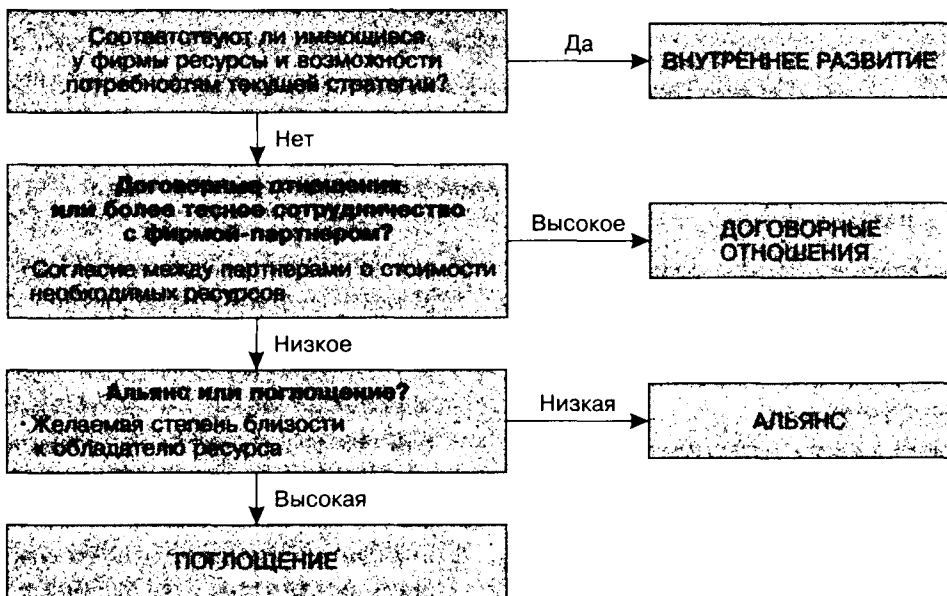 Соответствуют ли имеющиеся
у фирмы ресурсы и возможности
потребностям текущей стратегии?
Да
ВНУТРЕННЕЕ РАЗВИТИЕ
Нет
Договорные отношения
или более тесное сотрудничество
с фирмой-партнером?
· Согласие между партнерами о стоимости
необходимых ресурсов
Высокое
ДОГОВОРНЫЕ
ОТНОШЕНИЯ
Низкое
Альянс или поглощение?
· Желаемая степень близости
к обладателю ресурса
Низкая
АЛЬЯНС
Высокая
ПОГЛОЩЕНИЕ